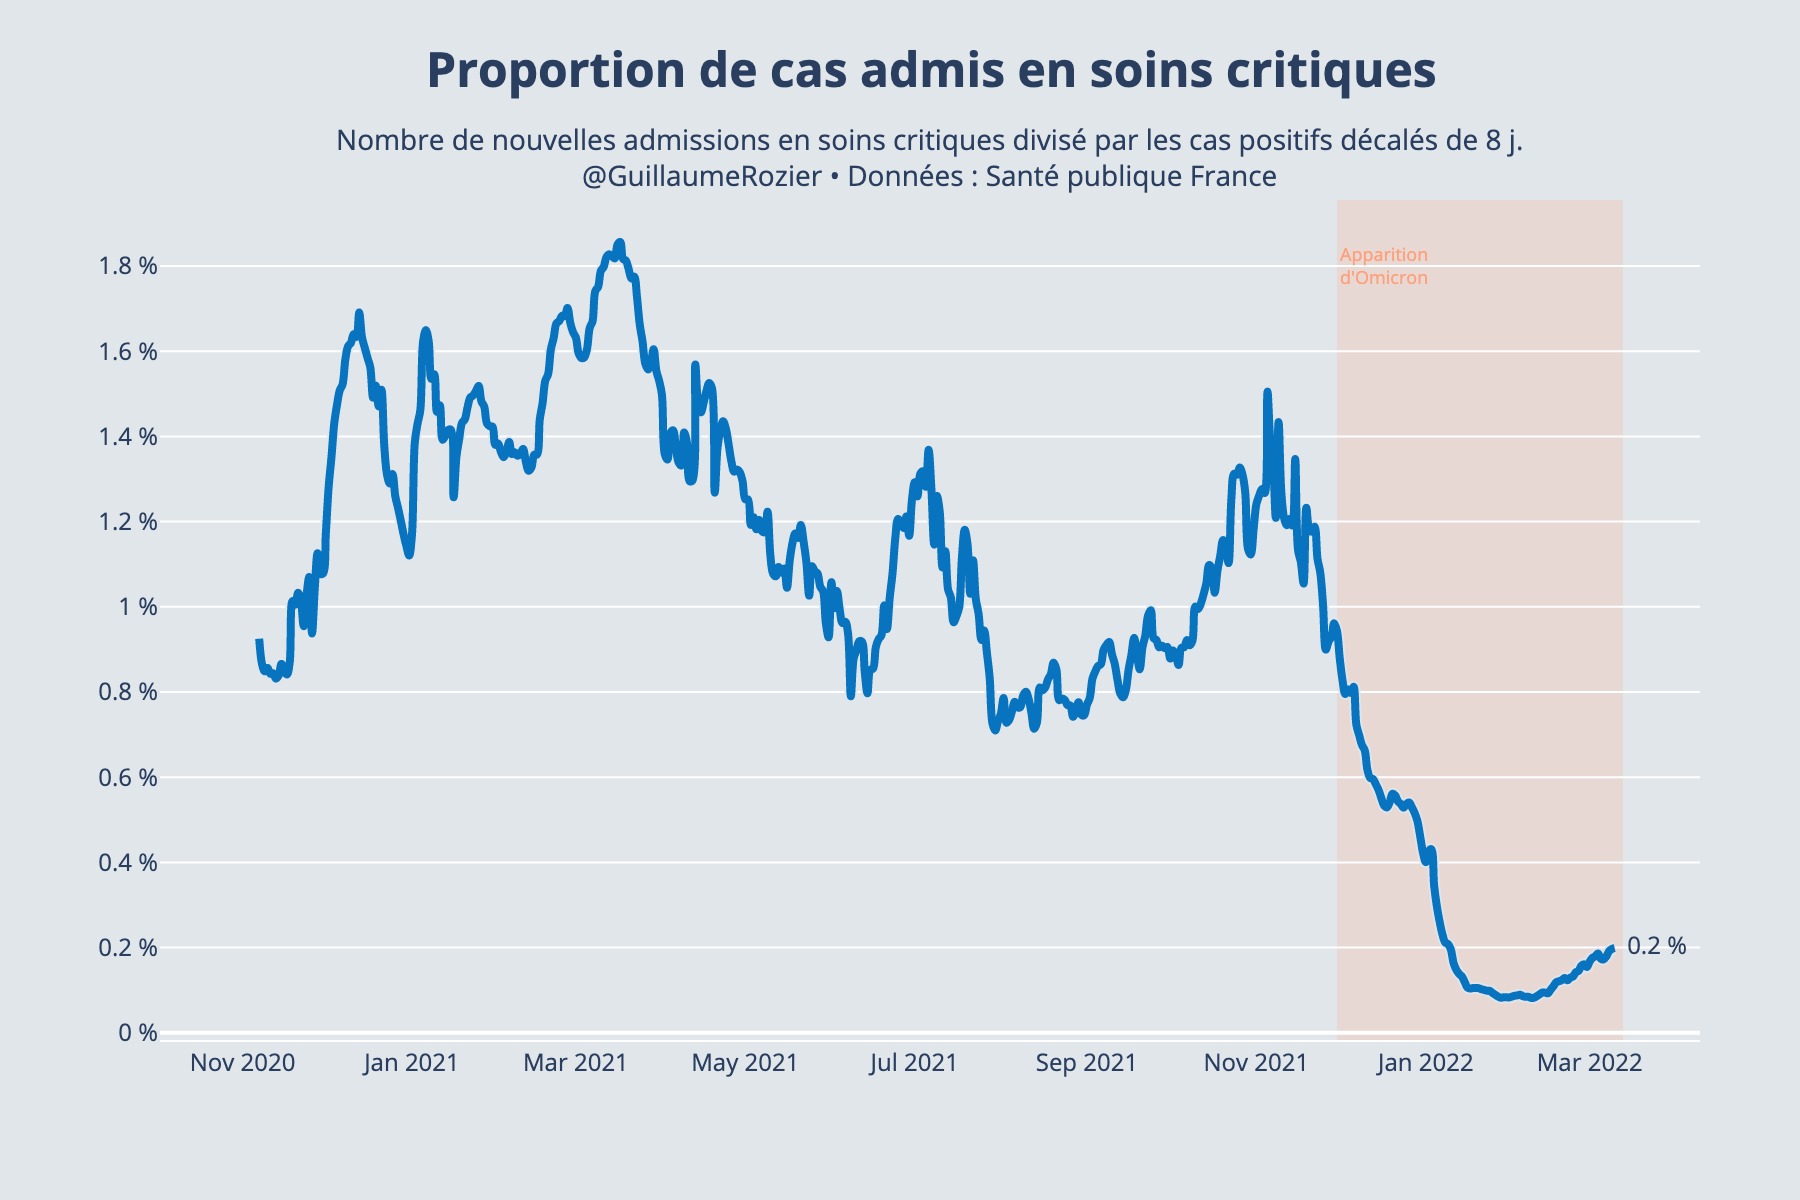 Proportion de cas admis en soins critiques
Nombre de nouvelles admissions en soins critiques divisé par les cas positifs décalés de 8 j.
@GuillaumeRozier • Données : Santé publique France
Apparition
d'Omicron
1.8 %
1.6 %
1.4 %
1.2 %
1 %
0.8 %
0.6 %
0.4 %
0.2 %
0.2 %
0 %
Nov 2020
Jan 2021
Mar 2021
May 2021
Jul 2021
Sep 2021
Nov 2021
Jan 2022
Mar 2022